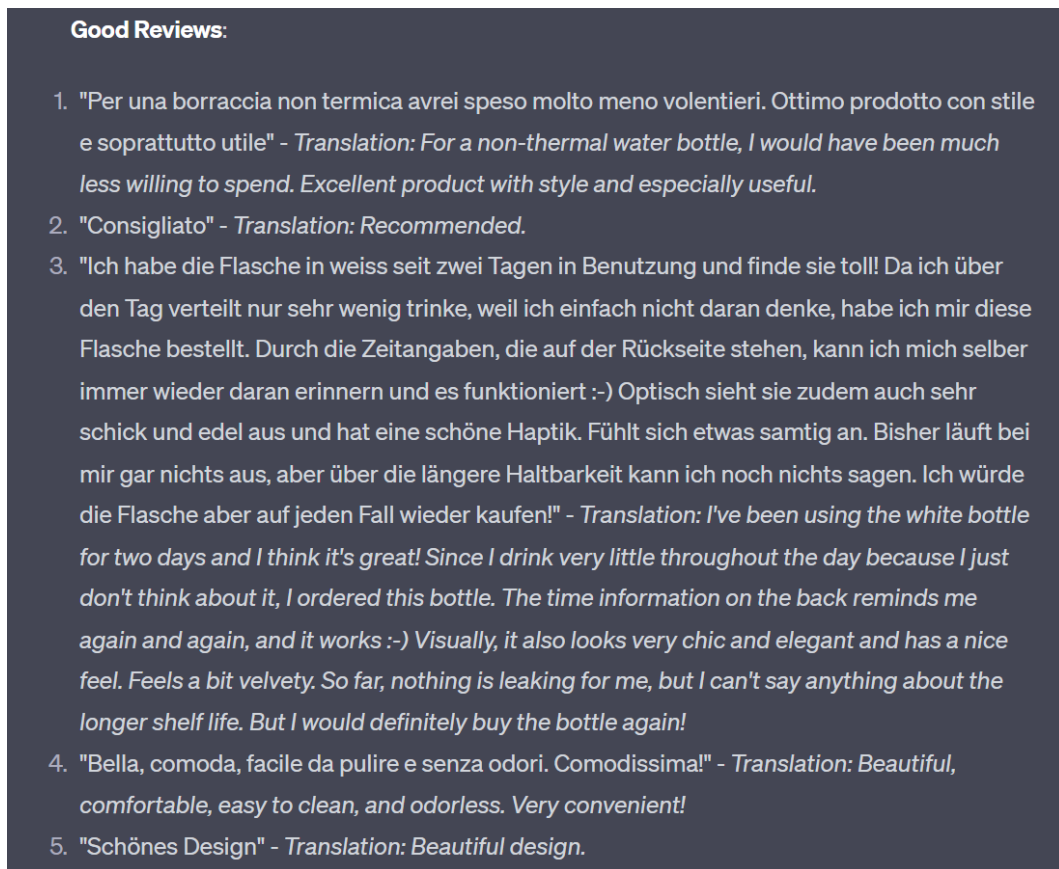 Good Reviews:
1. "Per una borraccia non termica avrei speso molto meno volentieri. Ottimo prodotto con stile
e soprattutto utile" - Translation: For a non-thermal water bottle, I would have been much
less willing to spend. Excellent product with style and especially useful.
2. "Consigliato" - Translation: Recommended.
3. "Ich habe die Flasche in weiss seit zwei Tagen in Benutzung und finde sie toll! Da ich über
den Tag verteilt nur sehr wenig trinke, weil ich einfach nicht daran denke, habe ich mir diese
Flasche bestellt. Durch die Zeitangaben, die auf der Rückseite stehen, kann ich mich selber
immer wieder daran erinnern und es funktioniert :-) Optisch sieht sie zudem auch sehr
schick und edel aus und hat eine schöne Haptik. Fühlt sich etwas samtig an. Bisher läuft bei
mir gar nichts aus, aber über die längere Haltbarkeit kann ich noch nichts sagen. Ich würde
die Flasche aber auf jeden Fall wieder kaufen!" - Translation: I've been using the white bottle
for two days and I think it's great! Since I drink very little throughout the day because I just
don't think about it, I ordered this bottle. The time information on the back reminds me
again and again, and it works :-) Visually, it also looks very chic and elegant and has a nice
feel. Feels a bit velvety. So far, nothing is leaking for me, but I can't say anything about the
longer shelf life. But I would definitely buy the bottle again!
4. "Bella, comoda, facile da pulire e senza odori. Comodissima!" - Translation: Beautiful,
comfortable, easy to clean, and odorless. Very convenient!
5. "Schönes Design" - Translation: Beautiful design.